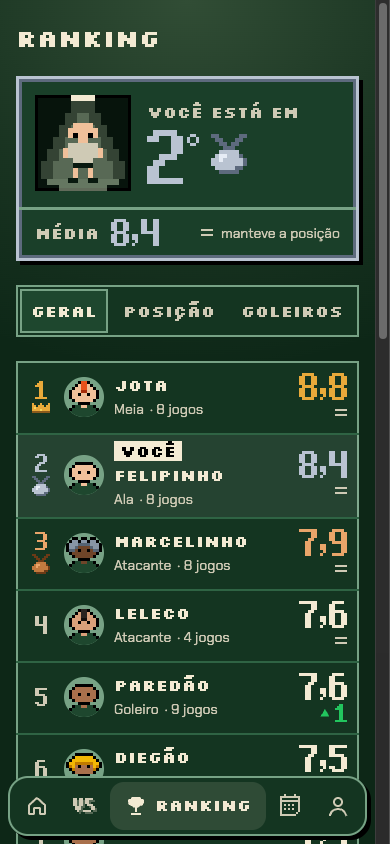 RANKING
VOCÊ ESTÁ EM
2º
MÉDIA 8,4 = manteve a posição
GERAL POSIÇÃO GOLEIROS
1 JOTA 8,8
Meia · 8 jogos =
VOCÊ
2 FELIPINHO 8,4
Ala · 8 jogos =
3 MARCELINHO 7,9
Atacante · 8 jogos =
4 LELECO 7,6
Atacante · 4 jogos =
5 PAREDÃO 7,6
Goleiro · 9 jogos ▲1
6 DIEGÃO 7,5
VS RANKING